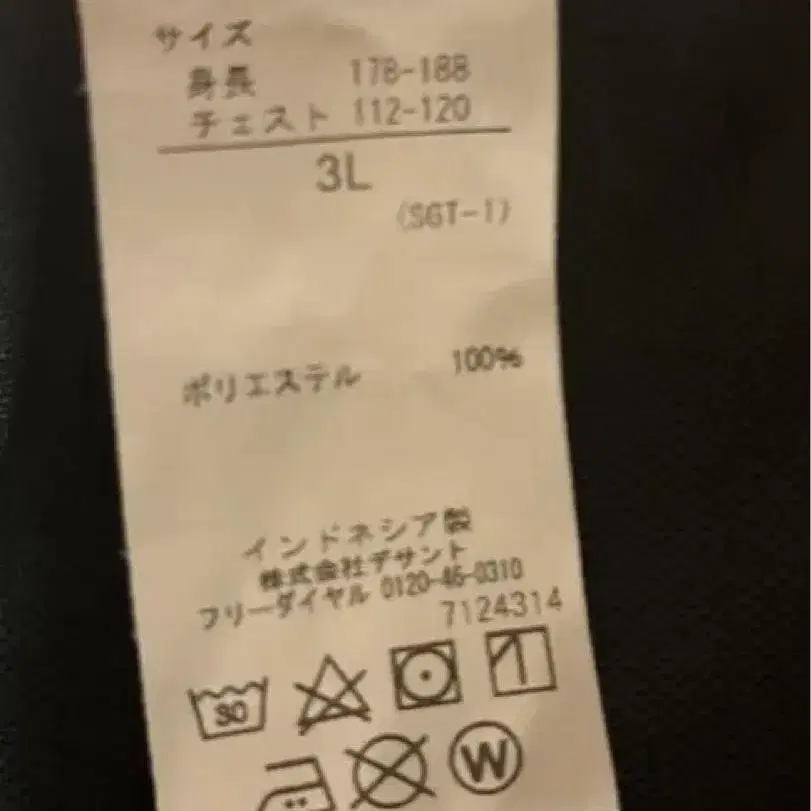 サイズ
身長 178-188
チェスト 112-120
3L
(SGT-1)
ポリエステル 100%
インドネシア製
株式会社デサント
フリーダイヤル 0120-46-0310
7124314
30
W